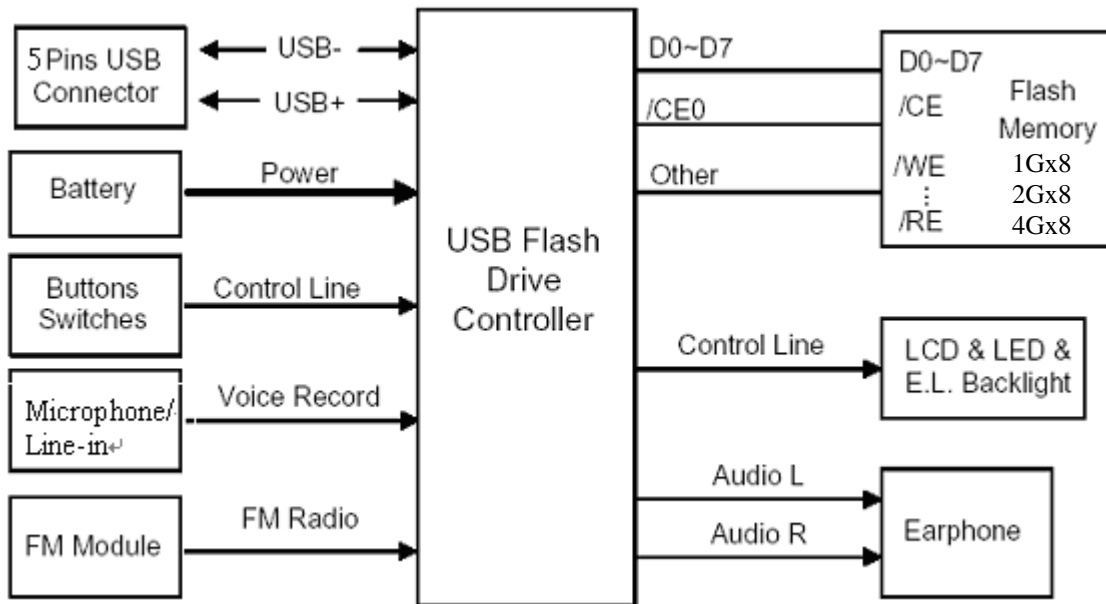 5 Pins USB
Connector
USB-
USB+
Battery
Power
Buttons
Switches
Control Line
Microphone/
Line-in↵
Voice Record
FM Module
FM Radio
USB Flash
Drive
Controller
D0~D7
/CE0
Other
D0~D7
/CE
/WE
⋮
/RE
Flash
Memory
1Gx8
2Gx8
4Gx8
Control Line
LCD & LED &
E.L. Backlight
Audio L
Audio R
Earphone